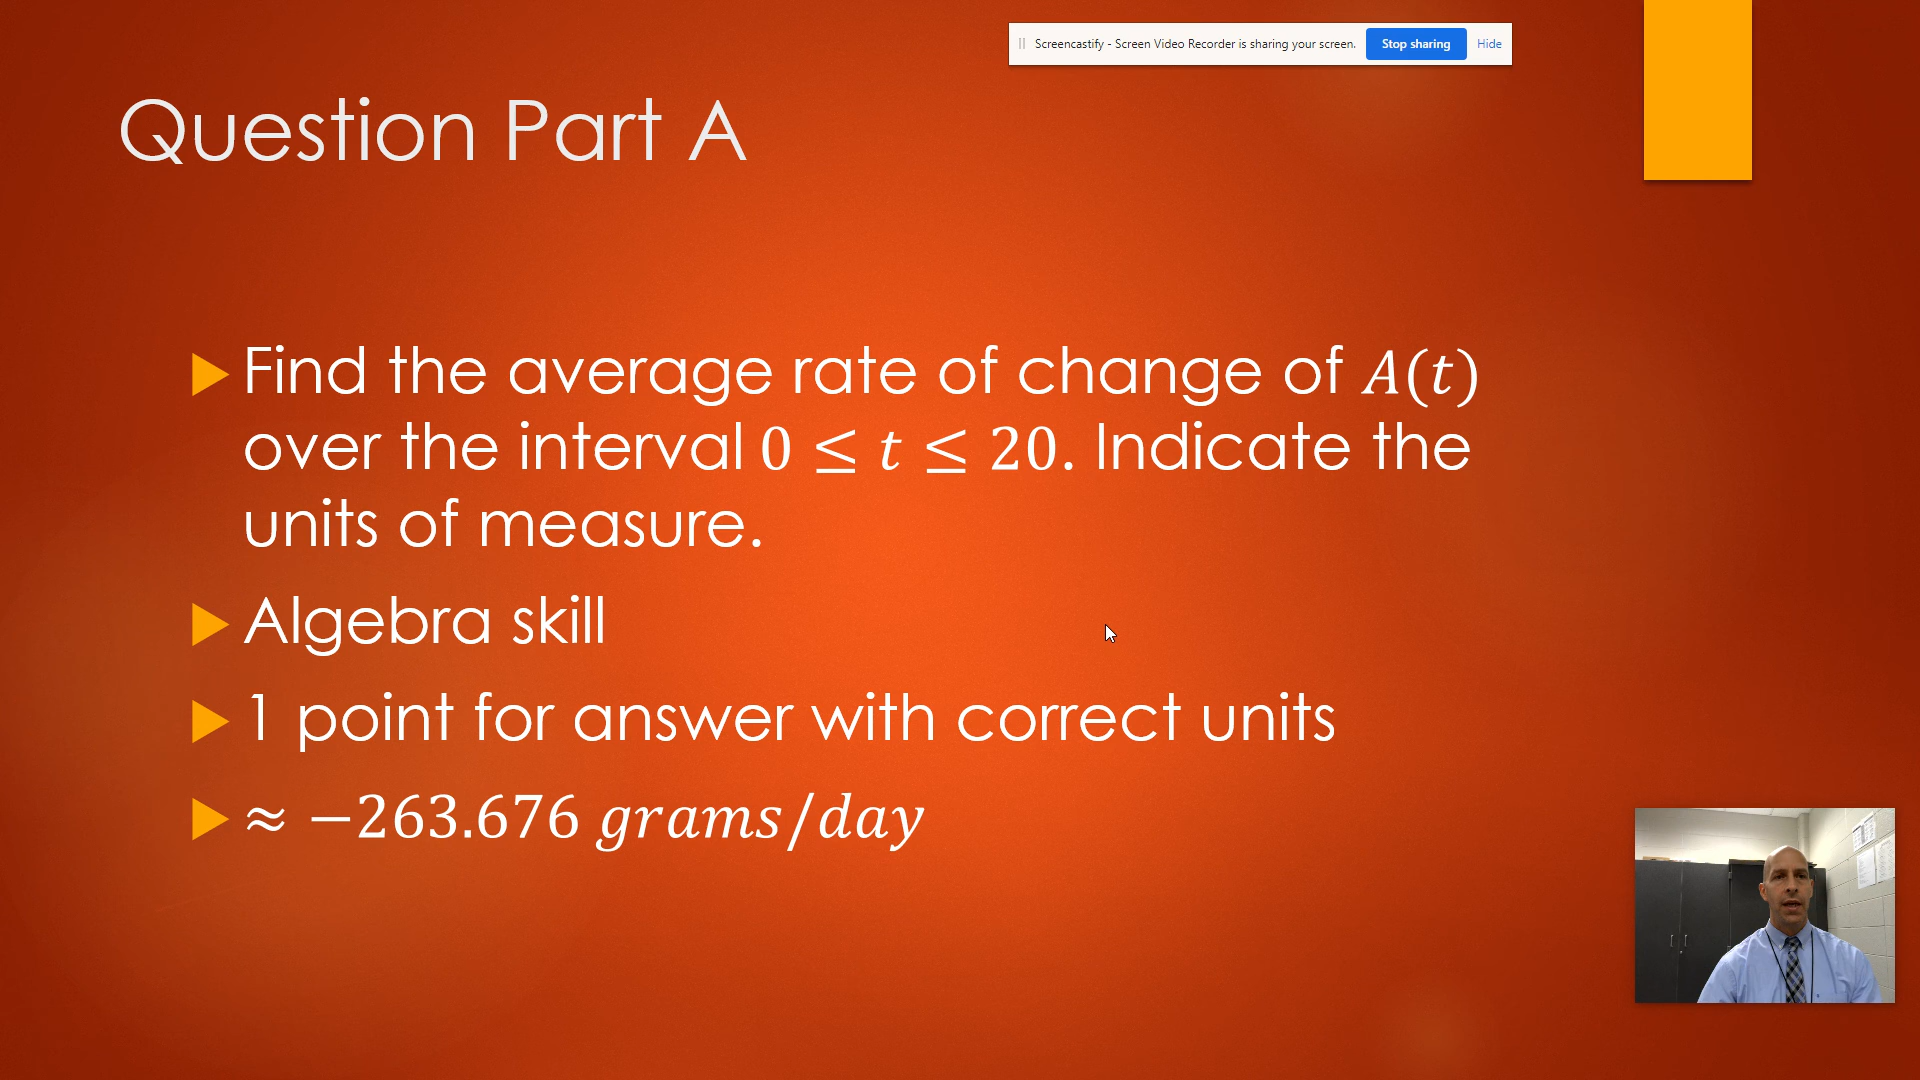 Screencastify - Screen Video Recorder is sharing your screen. Stop sharing Hide
Question Part A
Find the average rate of change of A(t)
over the interval 0 ≤ t ≤ 20. Indicate the
units of measure.
Algebra skill
1 point for answer with correct units
≈ −263.676 grams/day